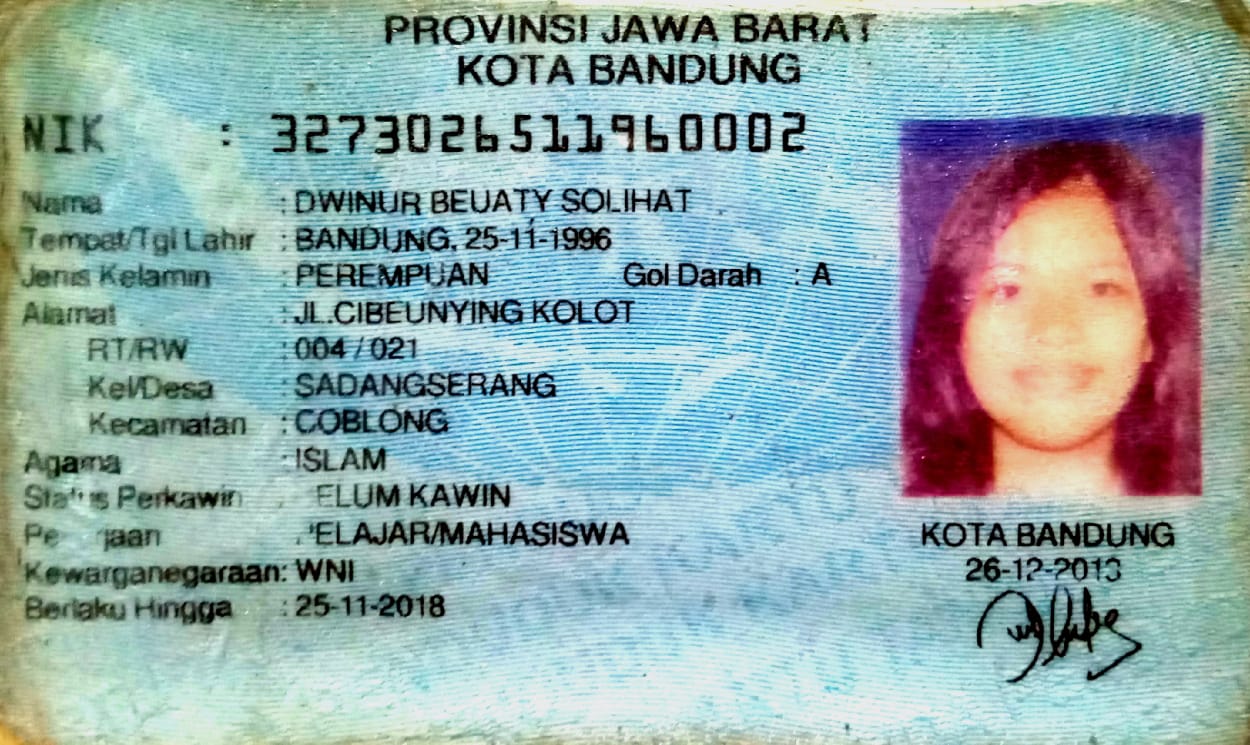 PROVINSI JAWA BARAT
KOTA BANDUNG
NIK : 3273026511960002
Nama : DWINUR BEUATY SOLIHAT
Tempat/Tgl Lahir : BANDUNG, 25-11-1996
Jenis Kelamin : PEREMPUAN Gol Darah : A
Alamat : JL.CIBEUNYING KOLOT
RT/RW : 004 / 021
Kel/Desa : SADANGSERANG
Kecamatan : COBLONG
Agama : ISLAM
Status Perkawin ELUM KAWIN
Pe jaan : ELAJAR/MAHASISWA
Kewarganegaraan: WNI
Berlaku Hingga : 25-11-2018
KOTA BANDUNG
26-12-2013